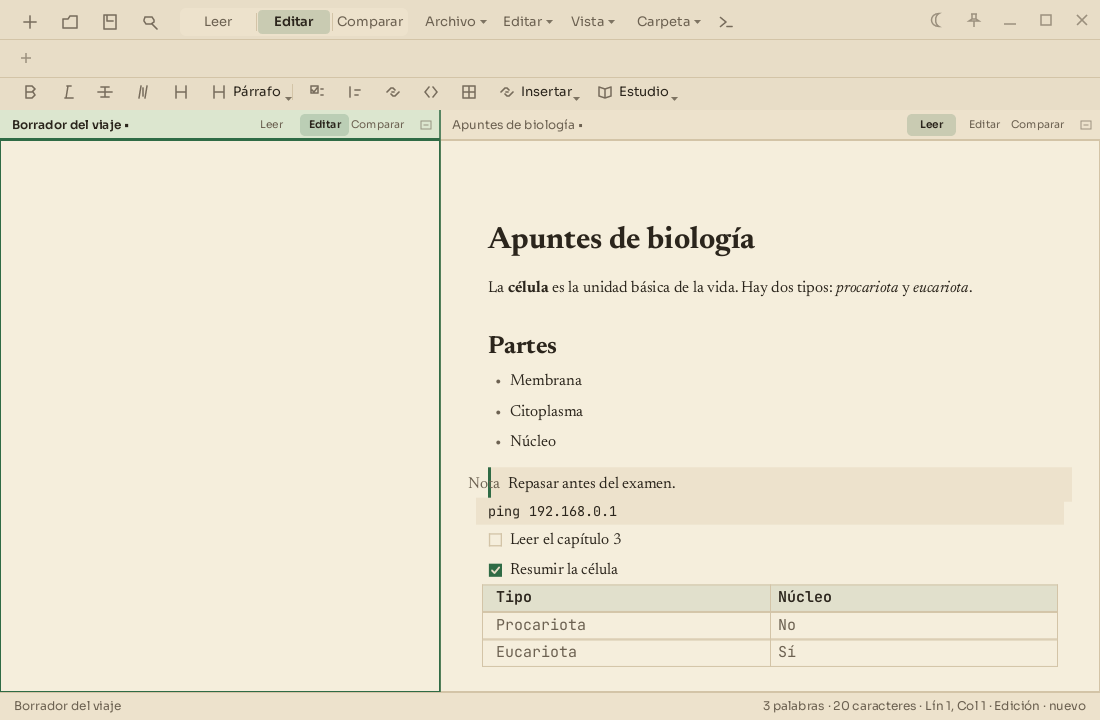 Leer Editar Comparar Archivo Editar Vista Carpeta
Párrafo Insertar Estudio
Borrador del viaje • Leer Editar Comparar
Apuntes de biología • Leer Editar Comparar
Apuntes de biología
La célula es la unidad básica de la vida. Hay dos tipos: procariota y eucariota.
Partes
• Membrana
• Citoplasma
• Núcleo
Nota Repasar antes del examen.
ping 192.168.0.1
Leer el capítulo 3
Resumir la célula
Tipo Núcleo
Procariota No
Eucariota Sí
Borrador del viaje 3 palabras · 20 caracteres · Lín 1, Col 1 · Edición · nuevo